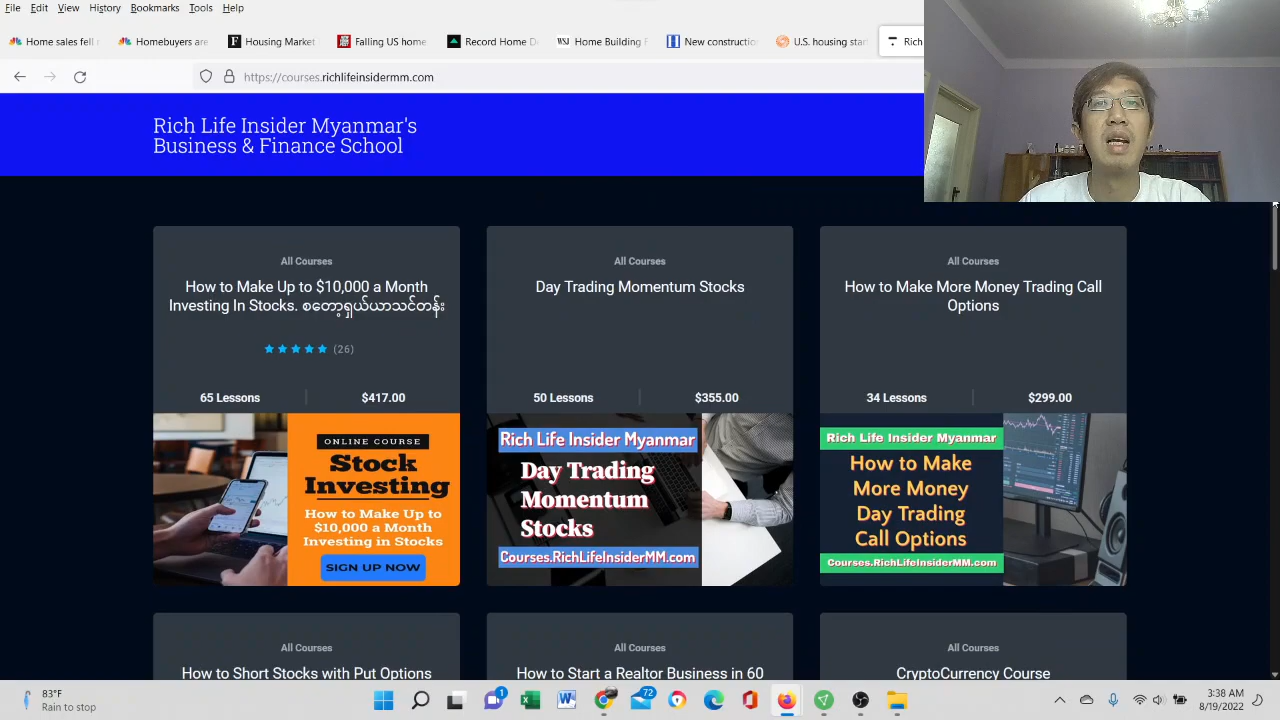 File Edit View History Bookmarks Tools Help
Home sales fell
Homebuyers are
Housing Market
Falling US home
Record Home D
WSJ Home Building F
New constructio
U.S. housing star
Rich
https://courses.richlifeinsidermm.com
Rich Life Insider Myanmar's
Business & Finance School
All Courses
How to Make Up to $10,000 a Month
Investing In Stocks. စတော့ရှယ်ယာသင်တန်း
(26)
65 Lessons
$417.00
ONLINE COURSE
Stock
Investing
How to Make Up to
$10,000 a Month
Investing in Stocks
SIGN UP NOW
All Courses
Day Trading Momentum Stocks
50 Lessons
$355.00
Rich Life Insider Myanmar
Day Trading
Momentum
Stocks
Courses.RichLifeInsiderMM.com
All Courses
How to Make More Money Trading Call
Options
34 Lessons
$299.00
Rich Life Insider Myanmar
How to Make
More Money
Day Trading
Call Options
Courses.RichLifeInsiderMM.com
All Courses
How to Short Stocks with Put Options
All Courses
How to Start a Realtor Business in 60
All Courses
CryptoCurrency Course
83°F
Rain to stop
1
72
3:38 AM
8/19/2022